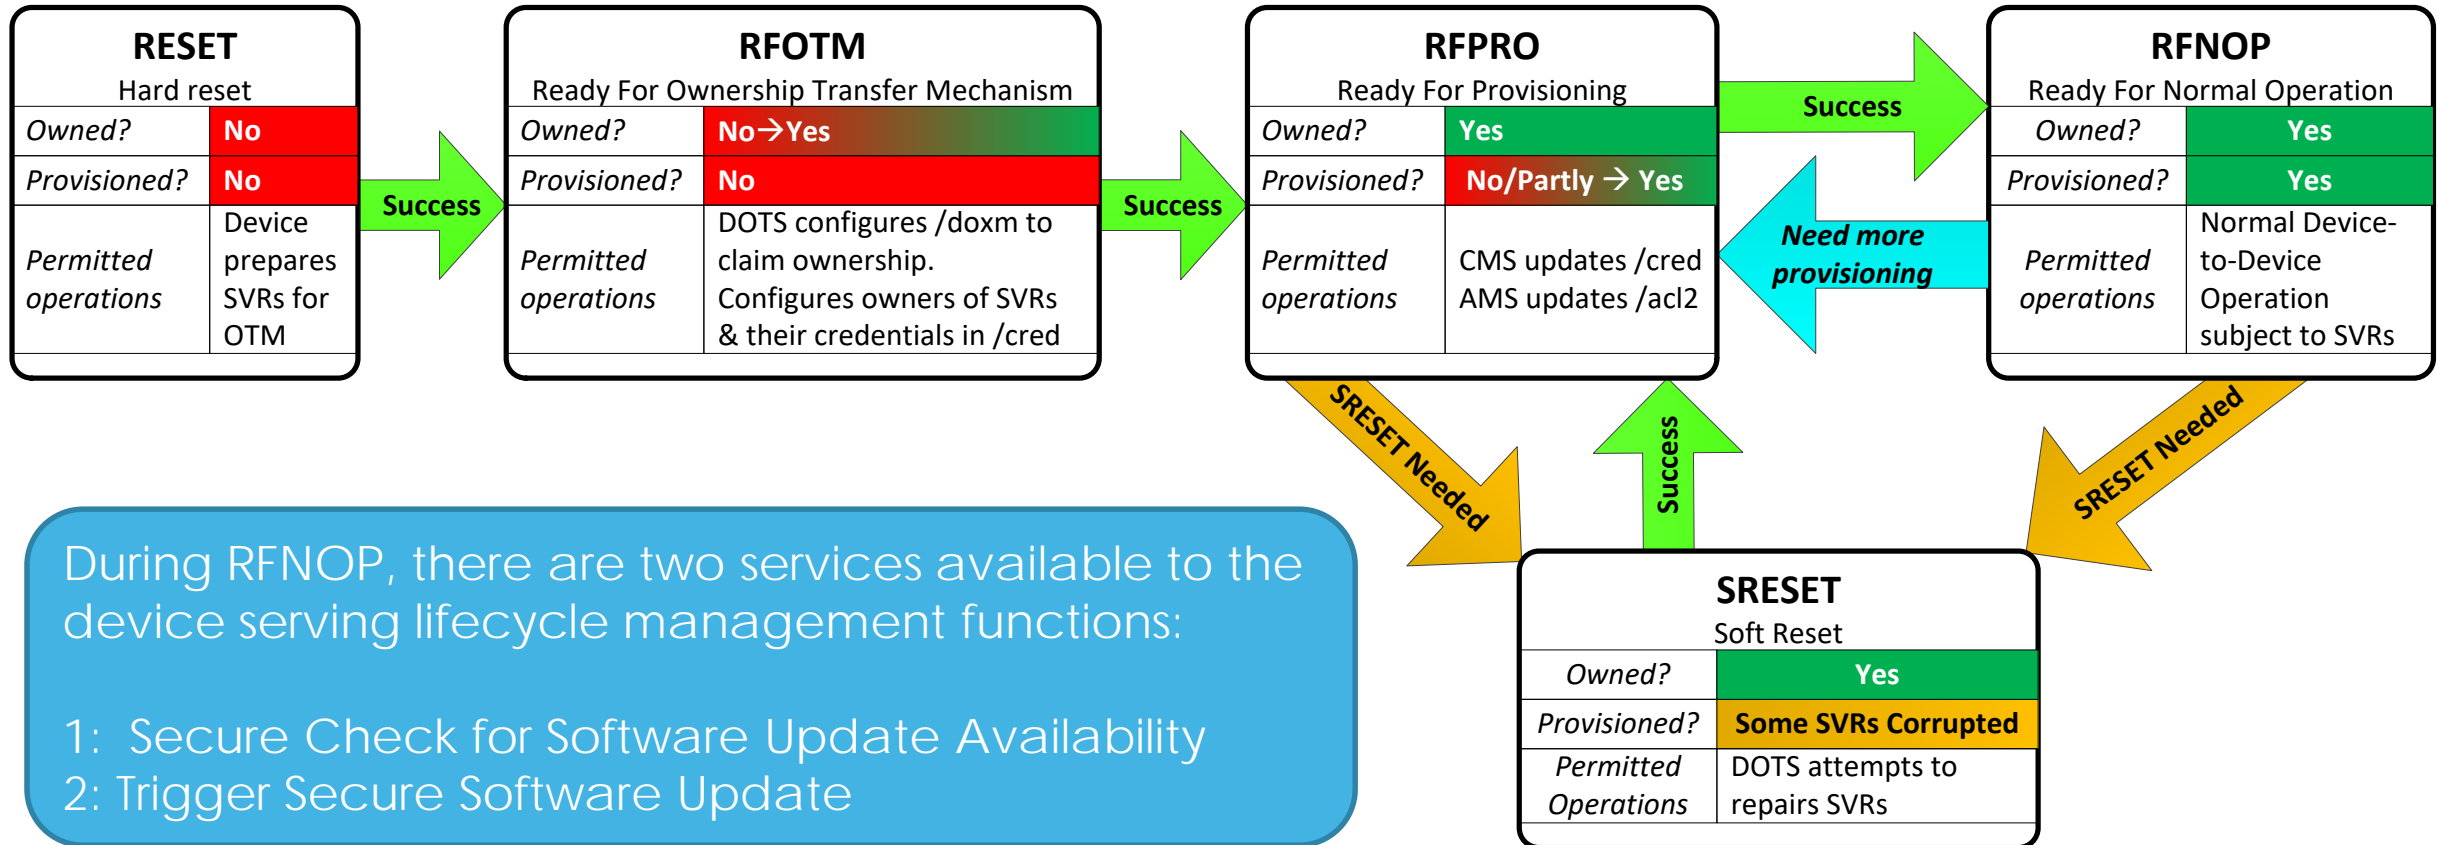 RESET
Hard reset
Owned?
No
Provisioned?
No
Permitted
operations
Device
prepares
SVRs for
OTM
Success
RFOTM
Ready For Ownership Transfer Mechanism
Owned?
No→Yes
Provisioned?
No
Permitted
operations
DOTS configures /doxm to
claim ownership.
Configures owners of SVRs
& their credentials in /cred
Success
RFPRO
Ready For Provisioning
Owned?
Yes
Provisioned?
No/Partly → Yes
Permitted
operations
CMS updates /cred
AMS updates /acl2
Success
Need more
provisioning
RFNOP
Ready For Normal Operation
Owned?
Yes
Provisioned?
Yes
Permitted
operations
Normal Device-
to-Device
Operation
subject to SVRs
SRESET Needed
Success
SRESET Needed
SRESET
Soft Reset
Owned?
Yes
Provisioned?
Some SVRs Corrupted
Permitted
Operations
DOTS attempts to
repairs SVRs
During RFNOP, there are two services available to the
device serving lifecycle management functions:
1: Secure Check for Software Update Availability
2: Trigger Secure Software Update